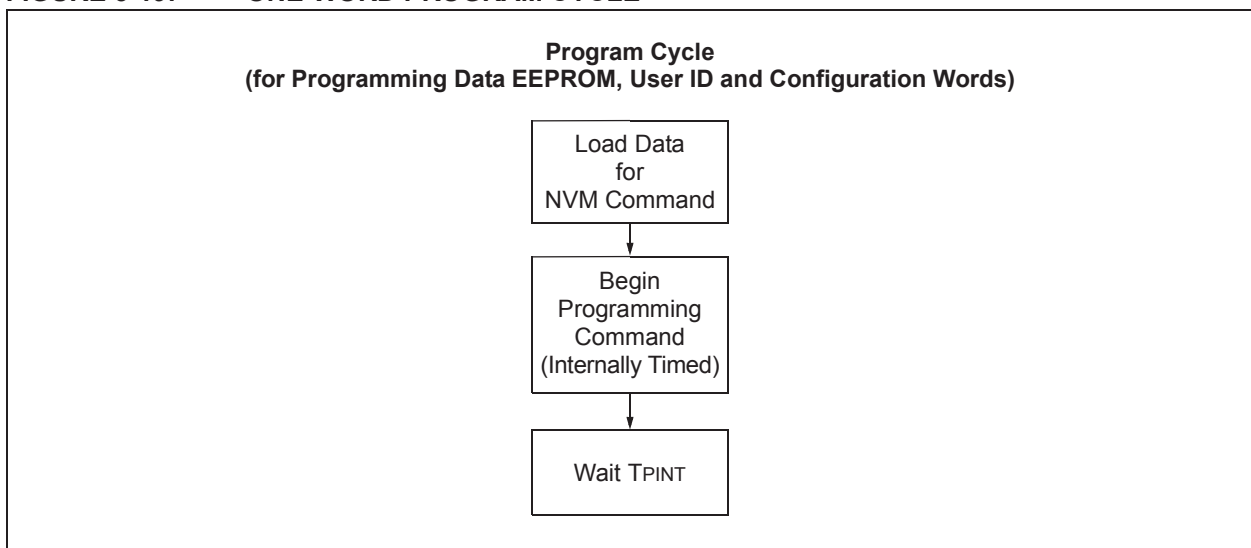 Program Cycle
(for Programming Data EEPROM, User ID and Configuration Words)
Load Data
for
NVM Command
Begin
Programming
Command
(Internally Timed)
Wait TPINT